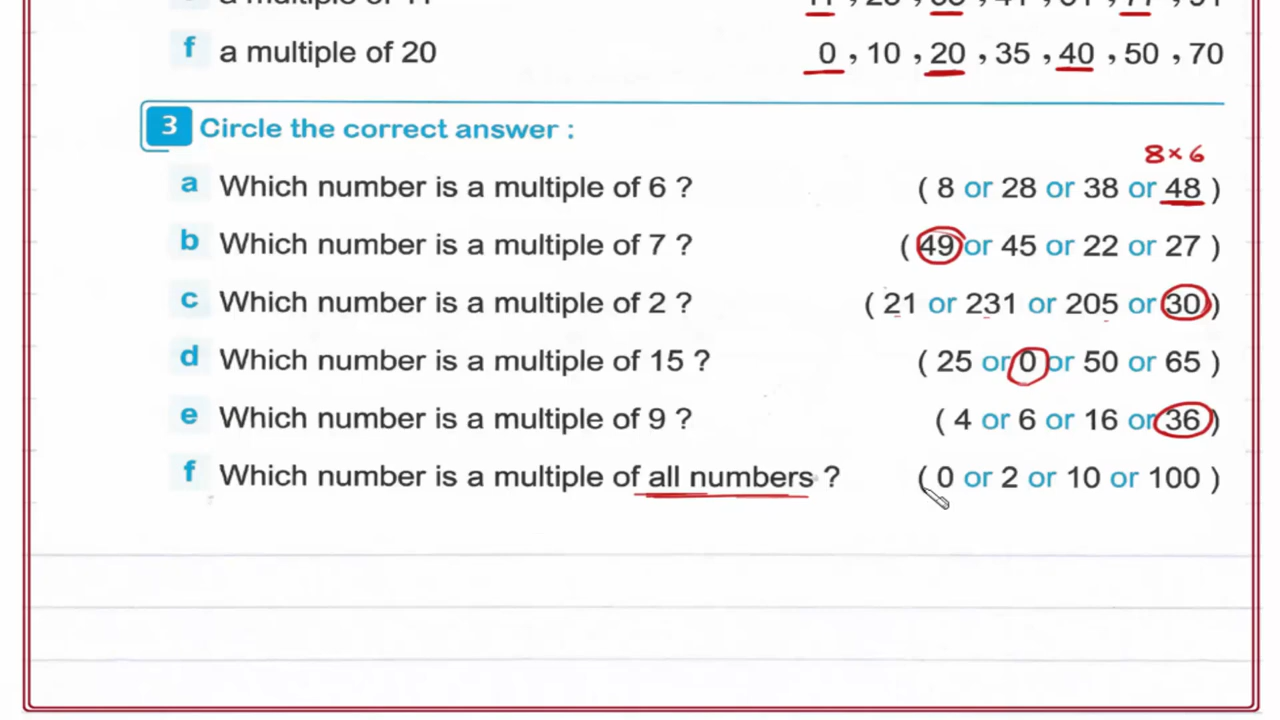 f a multiple of 20 0 , 10 , 20 , 35 , 40 , 50 , 70
3 Circle the correct answer :
8 × 6
a Which number is a multiple of 6 ? ( 8 or 28 or 38 or 48 )
b Which number is a multiple of 7 ? ( 49 or 45 or 22 or 27 )
c Which number is a multiple of 2 ? ( 21 or 231 or 205 or 30 )
d Which number is a multiple of 15 ? ( 25 or 0 or 50 or 65 )
e Which number is a multiple of 9 ? ( 4 or 6 or 16 or 36 )
f Which number is a multiple of all numbers ? ( 0 or 2 or 10 or 100 )